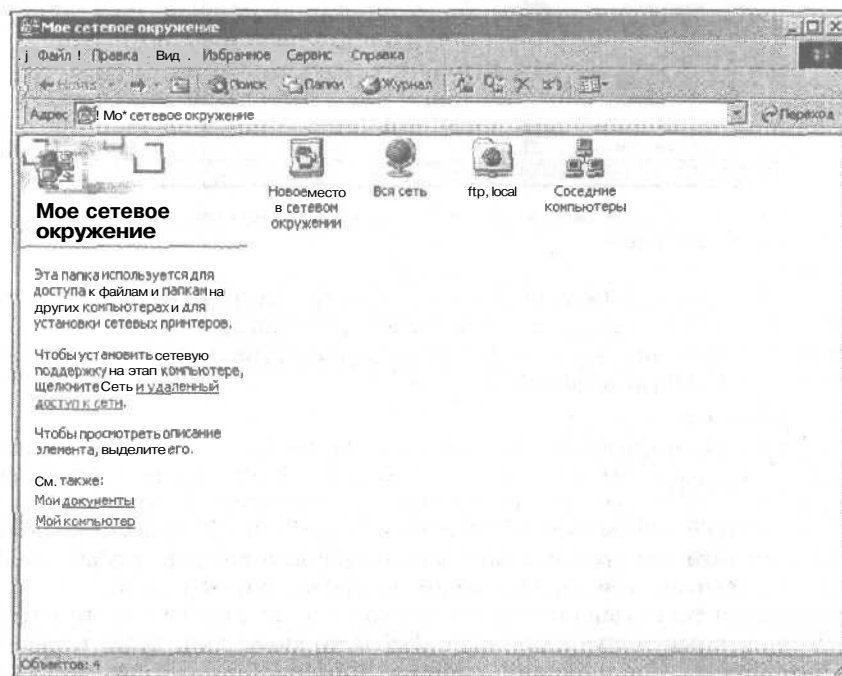 Мое сетевое окружение
.j Файл ! Правка Вид . Избранное Сервис Справка
Поиск Папки Журнал
Адрес ! Мо* сетевое окружение Переход
Новое место
в сетевом
окружении
Вся сеть
ftp, local
Соседние
компьютеры
Мое сетевое
окружение
Эта папка используется для
доступа к файлам и папкам на
других компьютерах и для
установки сетевых принтеров.
Чтобы установить сетевую
поддержку на этап компьютере,
щелкните Сеть и удаленный
доступ к сети.
Чтобы просмотреть описание
элемента, выделите его.
См. также:
Мои документы
Мой компьютер
Объектов: 4